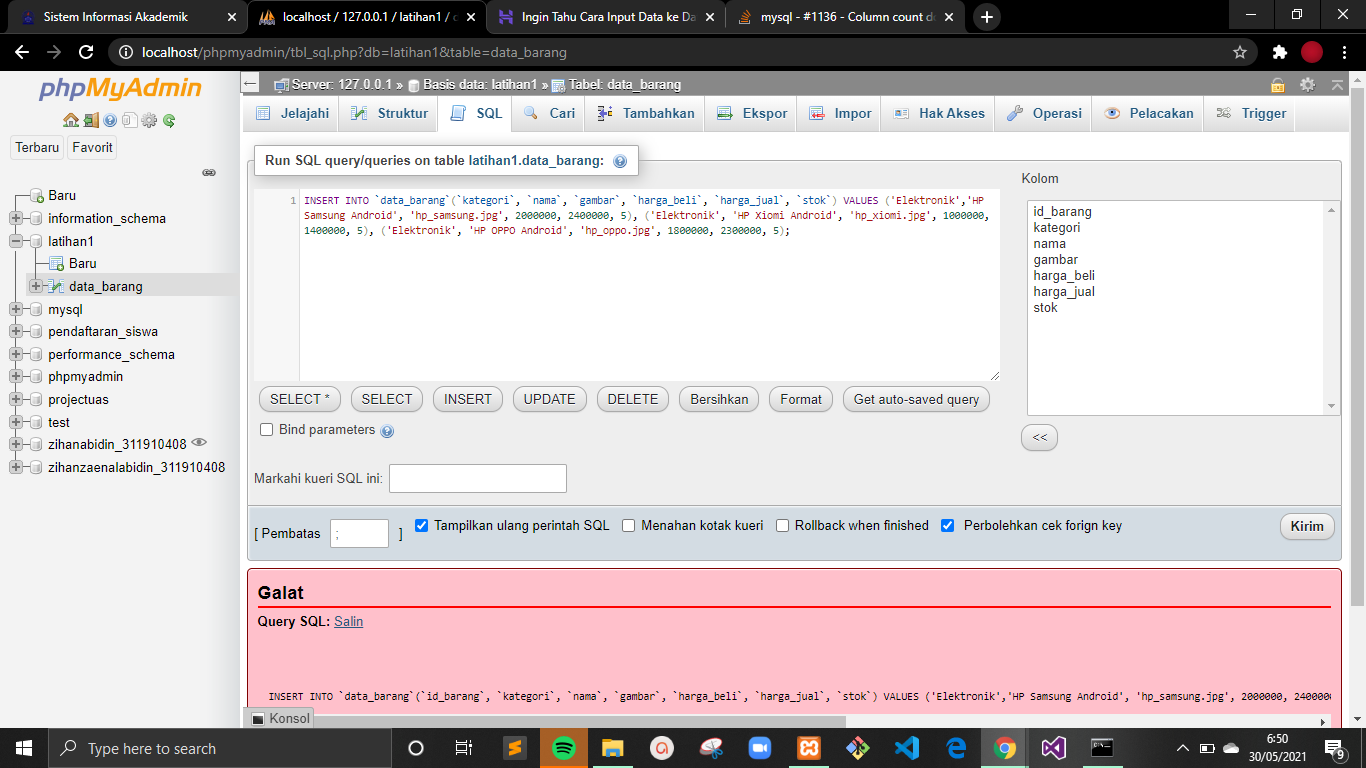 Sistem Informasi Akademik
localhost / 127.0.0.1 / latihan1 /
Ingin Tahu Cara Input Data ke Da
mysql - #1136 - Column count d
localhost/phpmyadmin/tbl_sql.php?db=latihan1&table=data_barang
phpMyAdmin
Terbaru
Favorit
Baru
information_schema
latihan1
Baru
data_barang
mysql
pendaftaran_siswa
performance_schema
phpmyadmin
projectuas
test
zihanabidin_311910408
zihanzaenalabidin_311910408
Server: 127.0.0.1 » Basis data: latihan1 » Tabel: data_barang
Jelajahi
Struktur
SQL
Cari
Tambahkan
Ekspor
Impor
Hak Akses
Operasi
Pelacakan
Trigger
Run SQL query/queries on table latihan1.data_barang:
1 INSERT INTO `data_barang`(`kategori`, `nama`, `gambar`, `harga_beli`, `harga_jual`, `stok`) VALUES ('Elektronik','HP
Samsung Android', 'hp_samsung.jpg', 2000000, 2400000, 5), ('Elektronik', 'HP Xiomi Android', 'hp_xiomi.jpg', 1000000,
1400000, 5), ('Elektronik', 'HP OPPO Android', 'hp_oppo.jpg', 1800000, 2300000, 5);
Kolom
id_barang
kategori
nama
gambar
harga_beli
harga_jual
stok
<<
SELECT *
SELECT
INSERT
UPDATE
DELETE
Bersihkan
Format
Get auto-saved query
Bind parameters
Markahi kueri SQL ini:
[ Pembatas ; ]
Tampilkan ulang perintah SQL
Menahan kotak kueri
Rollback when finished
Perbolehkan cek forign key
Kirim
Galat
Query SQL: Salin
INSERT INTO `data_barang`(`id_barang`, `kategori`, `nama`, `gambar`, `harga_beli`, `harga_jual`, `stok`) VALUES ('Elektronik','HP Samsung Android', 'hp_samsung.jpg', 2000000, 2400000
Konsol
Type here to search
6:50
30/05/2021
9